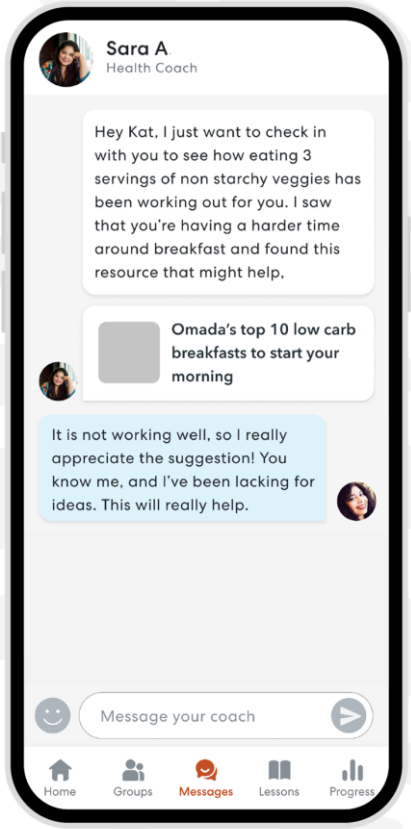 Sara A.
Health Coach
Hey Kat, I just want to check in
with you to see how eating 3
servings of non starchy veggies has
been working out for you. I saw
that you're having a harder time
around breakfast and found this
resource that might help,
Omada's top 10 low carb
breakfasts to start your
morning
It is not working well, so I really
appreciate the suggestion! You
know me, and I've been lacking for
ideas. This will really help.
Message your coach
Home
Groups
Messages
Lessons
Progress